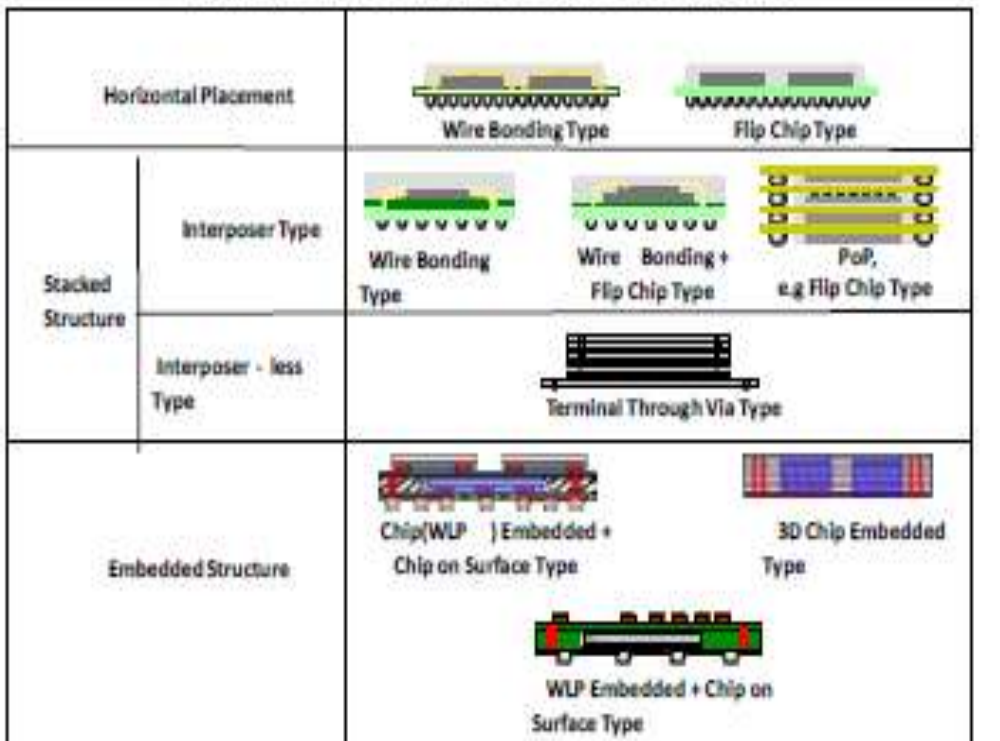 Horizontal Placement
Wire Bonding Type
Flip Chip Type
Stacked
Structure
Interposer Type
Wire Bonding
Type
Wire Bonding +
Flip Chip Type
PoP,
e.g Flip Chip Type
Interposer - less
Type
Terminal Through Via Type
Embedded Structure
Chip(WLP ) Embedded +
Chip on Surface Type
3D Chip Embedded
Type
WLP Embedded + Chip on
Surface Type